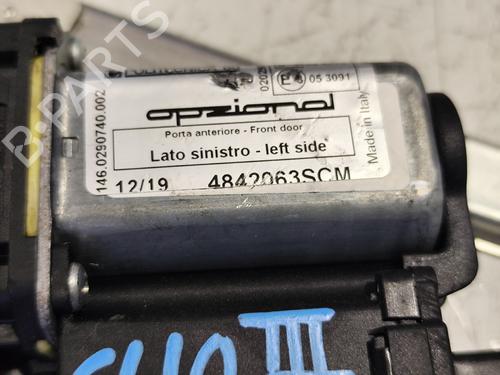 opzional
Porta anteriore - Front door
Lato sinistro - left side
12/19 4842063SCM
146.0290740.002
Made in Italy
05 3091
B-PARTS
CLIO III